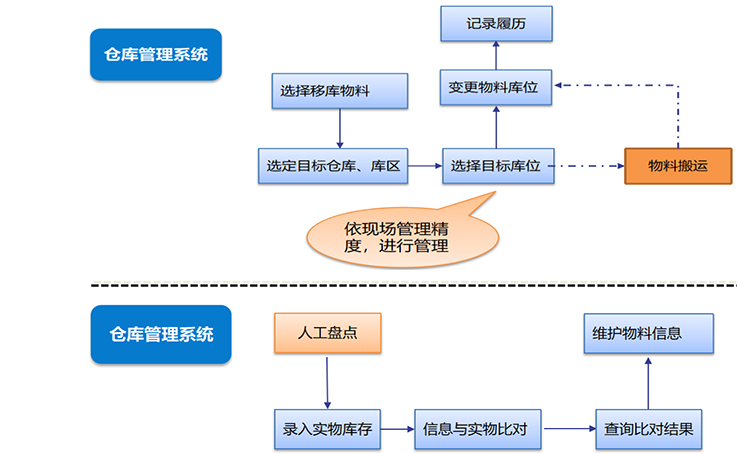 仓库管理系统
记录履历
选择移库物料
变更物料库位
选定目标仓库、库区
选择目标库位
物料搬运
依现场管理精
度，进行管理
仓库管理系统
人工盘点
维护物料信息
录入实物库存
信息与实物比对
查询比对结果